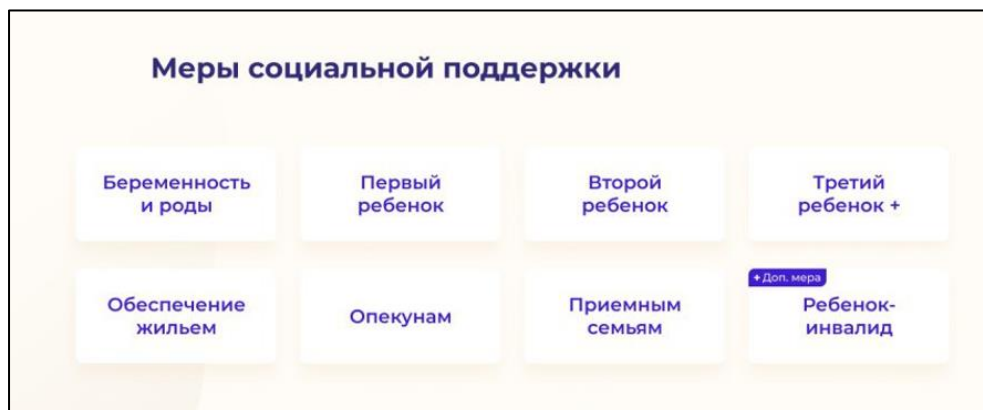 Меры социальной поддержки
Беременность
и роды
Первый
ребенок
Второй
ребенок
Третий
ребенок +
Обеспечение
жильем
Опекунам
Приемным
семьям
+ Доп. мера
Ребенок-
инвалид